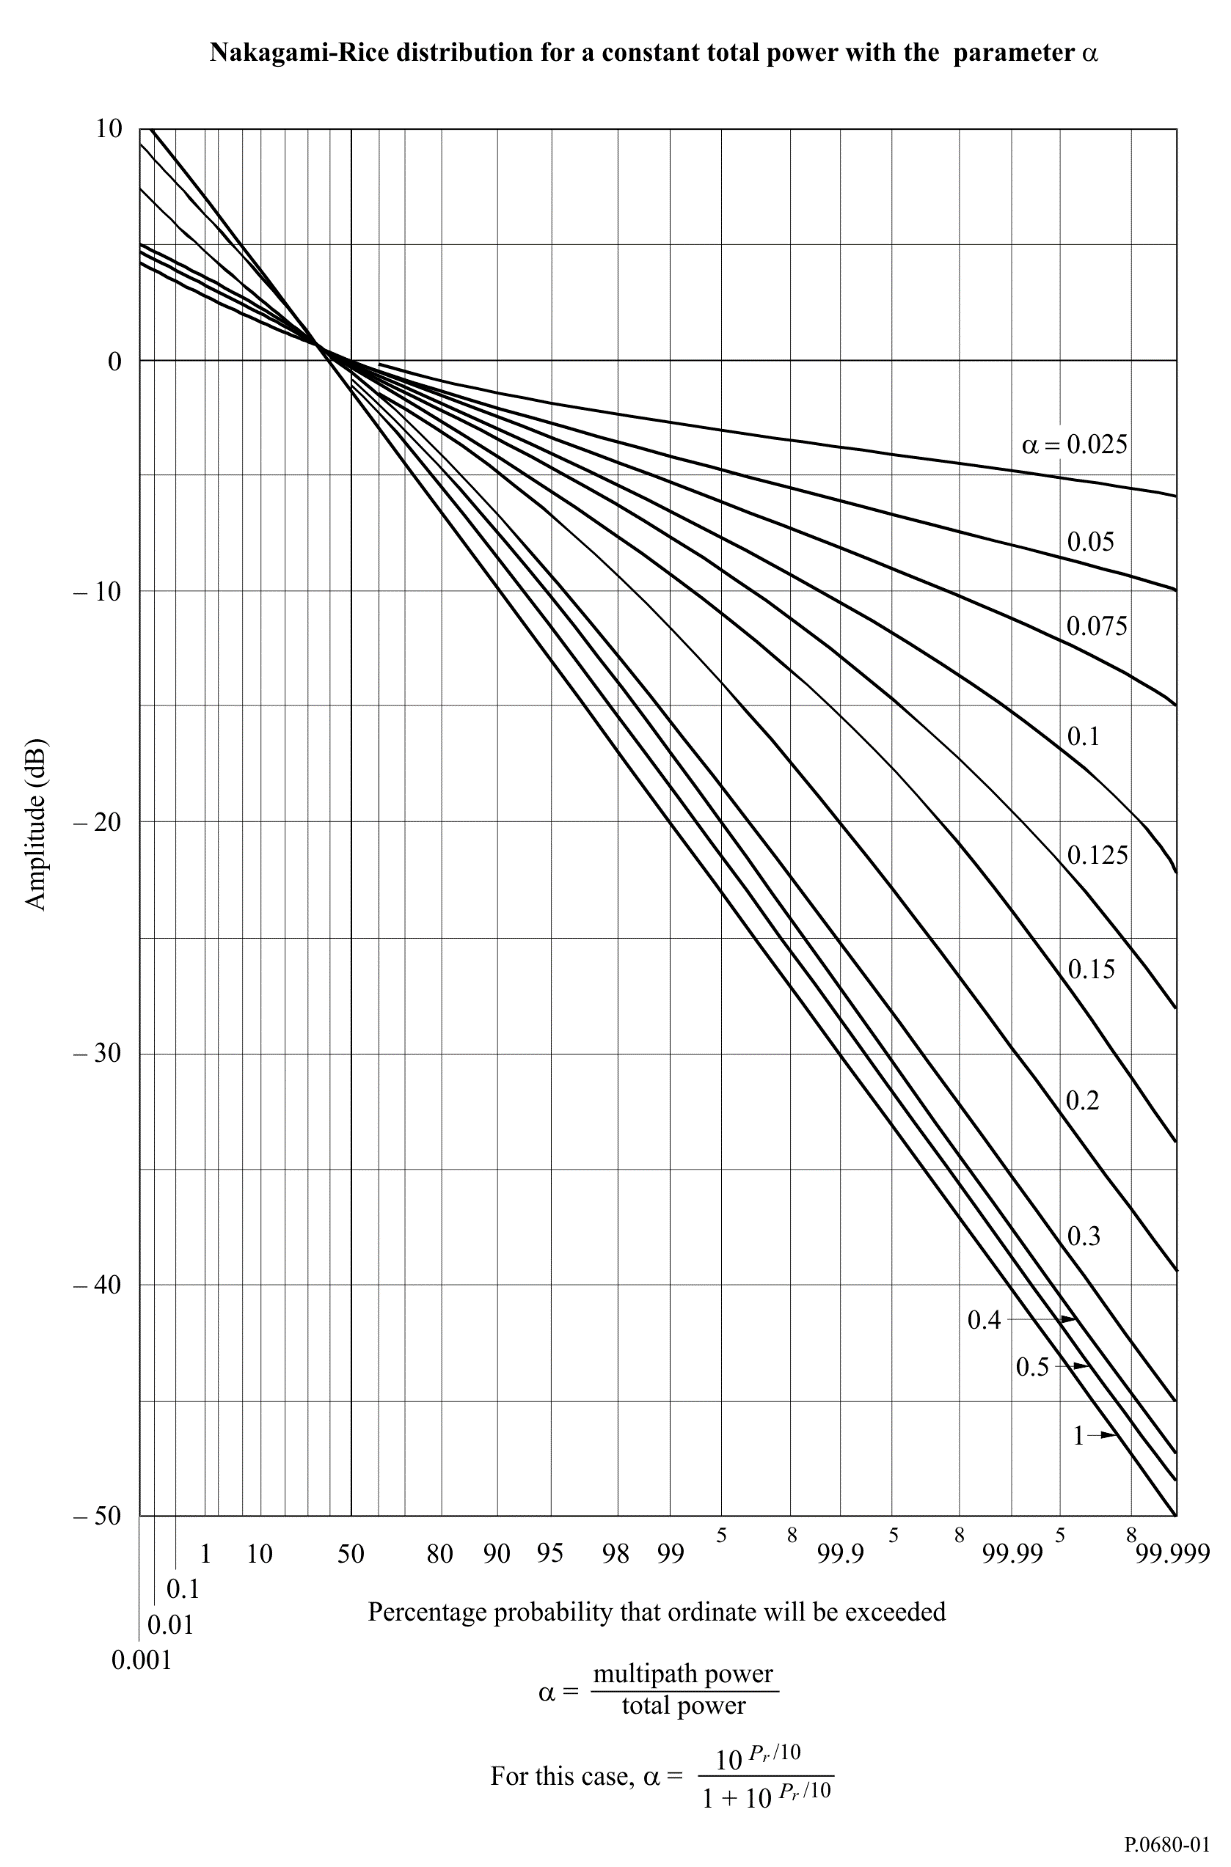 Nakagami-Rice distribution for a constant total power with the parameter α
10
0
– 10
– 20
– 30
– 40
– 50
Amplitude (dB)
α = 0.025
0.05
0.075
0.1
0.125
0.15
0.2
0.3
0.4
0.5
1
5 8 5 8 5 8
1 10 50 80 90 95 98 99 99.9 99.99 99.999
0.1
0.01
0.001
Percentage probability that ordinate will be exceeded
α = multipath power
total power
For this case, α = 10 Pr /10
1 + 10 Pr /10
P.0680-01